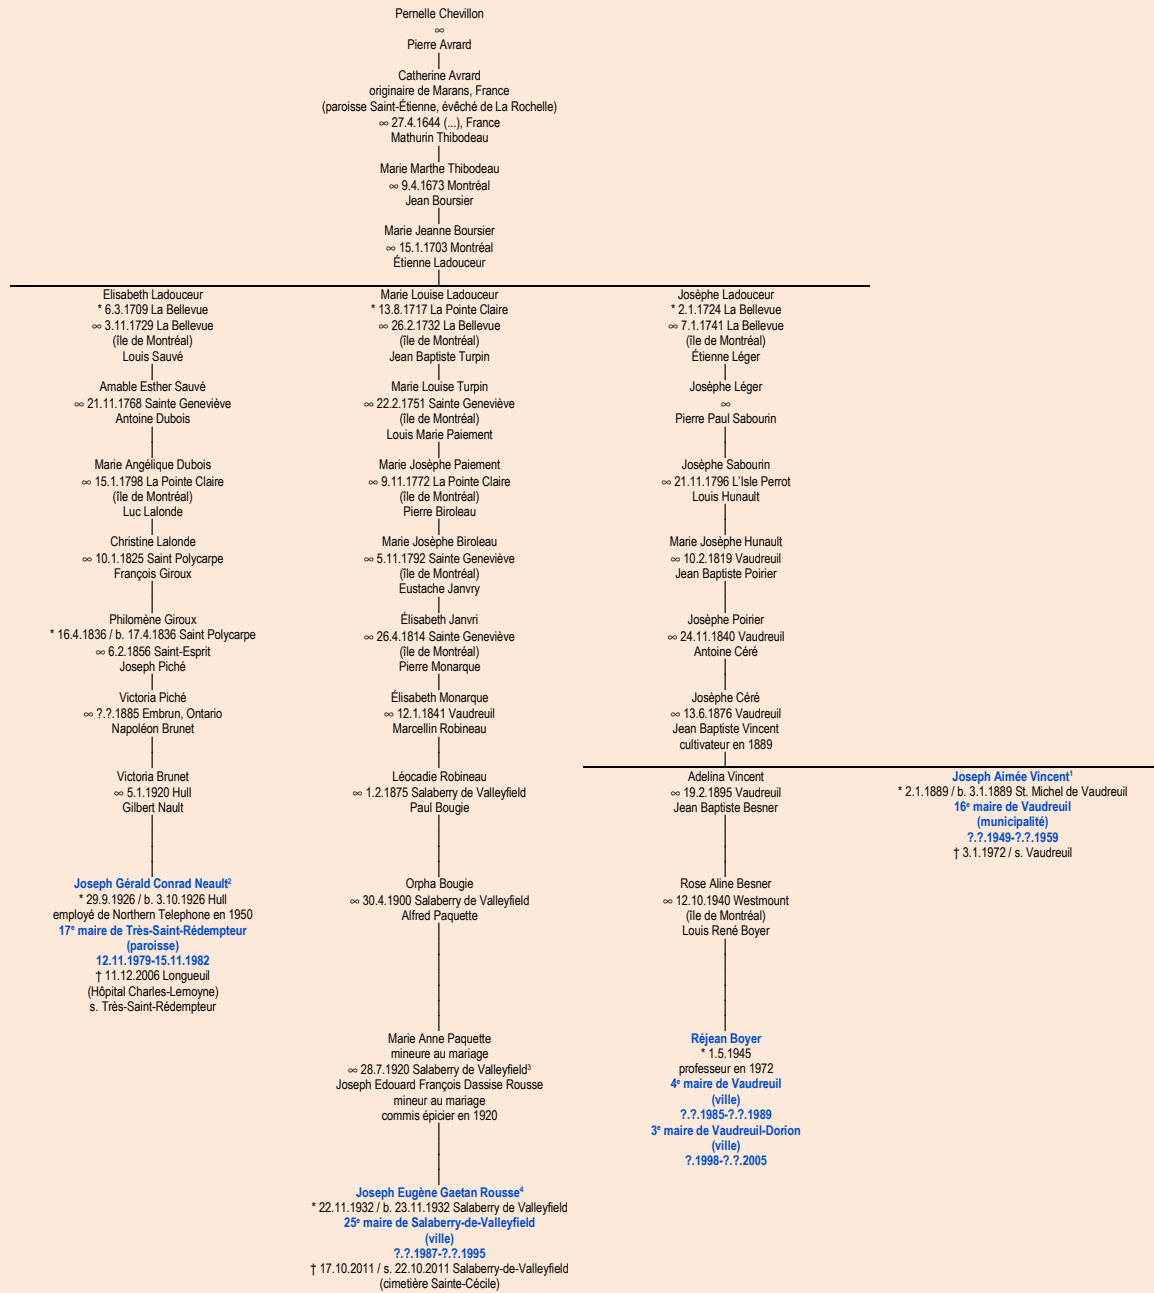 Pernelle Chevillon
∞
Pierre Avrard
Catherine Avrard
originaire de Marans, France
(paroisse Saint-Étienne, évêché de La Rochelle)
∞ 27.4.1644 (...), France
Mathurin Thibodeau
Marie Marthe Thibodeau
∞ 9.4.1673 Montréal
Jean Boursier
Marie Jeanne Boursier
∞ 15.1.1703 Montréal
Étienne Ladouceur
Elisabeth Ladouceur
* 6.3.1709 La Bellevue
∞ 3.11.1729 La Bellevue
(île de Montréal)
Louis Sauvé
Amable Esther Sauvé
∞ 21.11.1768 Sainte Geneviève
Antoine Dubois
Marie Angélique Dubois
∞ 15.1.1798 La Pointe Claire
(île de Montréal)
Luc Lalonde
Christine Lalonde
∞ 10.1.1825 Saint Polycarpe
François Giroux
Philomène Giroux
* 16.4.1836 / b. 17.4.1836 Saint Polycarpe
∞ 6.2.1856 Saint-Esprit
Joseph Piché
Victoria Piché
∞ ?.?.1885 Embrun, Ontario
Napoléon Brunet
Victoria Brunet
∞ 5.1.1920 Hull
Gilbert Nault
Joseph Gérald Conrad Neault²
* 29.9.1926 / b. 3.10.1926 Hull
employé de Northern Telephone en 1950
17e maire de Très-Saint-Rédempteur
(paroisse)
12.11.1979-15.11.1982
† 11.12.2006 Longueuil
(Hôpital Charles-Lemoyne)
s. Très-Saint-Rédempteur
Marie Louise Ladouceur
* 13.8.1717 La Pointe Claire
∞ 26.2.1732 La Bellevue
(île de Montréal)
Jean Baptiste Turpin
Marie Louise Turpin
∞ 22.2.1751 Sainte Geneviève
(île de Montréal)
Louis Marie Paiement
Marie Josèphe Paiement
∞ 9.11.1772 La Pointe Claire
(île de Montréal)
Pierre Biroleau
Marie Josèphe Biroleau
∞ 5.11.1792 Sainte Geneviève
(île de Montréal)
Eustache Janvry
Élisabeth Janvri
∞ 26.4.1814 Sainte Geneviève
(île de Montréal)
Pierre Monarque
Élisabeth Monarque
∞ 12.1.1841 Vaudreuil
Marcellin Robineau
Léocadie Robineau
∞ 1.2.1875 Salaberry de Valleyfield
Paul Bougie
Orpha Bougie
∞ 30.4.1900 Salaberry de Valleyfield
Alfred Paquette
Marie Anne Paquette
mineure au mariage
∞ 28.7.1920 Salaberry de Valleyfield³
Joseph Edouard François Dassise Rousse
mineur au mariage
commis épicier en 1920
Joseph Eugène Gaetan Rousse⁴
* 22.11.1932 / b. 23.11.1932 Salaberry de Valleyfield
25e maire de Salaberry-de-Valleyfield
(ville)
?.?.1987-?.?.1995
† 17.10.2011 / s. 22.10.2011 Salaberry-de-Valleyfield
(cimetière Sainte-Cécile)
Josèphe Ladouceur
* 2.1.1724 La Bellevue
∞ 7.1.1741 La Bellevue
(île de Montréal)
Étienne Léger
Josèphe Léger
∞
Pierre Paul Sabourin
Josèphe Sabourin
∞ 21.11.1796 L'Isle Perrot
Louis Hunault
Marie Josèphe Hunault
∞ 10.2.1819 Vaudreuil
Jean Baptiste Poirier
Josèphe Poirier
∞ 24.11.1840 Vaudreuil
Antoine Céré
Josèphe Céré
∞ 13.6.1876 Vaudreuil
Jean Baptiste Vincent
cultivateur en 1889
Adelina Vincent
∞ 19.2.1895 Vaudreuil
Jean Baptiste Besner
Rose Aline Besner
∞ 12.10.1940 Westmount
(île de Montréal)
Louis René Boyer
Réjean Boyer
* 1.5.1945
professeur en 1972
4e maire de Vaudreuil
(ville)
?.?.1985-?.?.1989
3e maire de Vaudreuil-Dorion
(ville)
?.1998-?.?.2005
Joseph Aimée Vincent¹
* 2.1.1889 / b. 3.1.1889 St. Michel de Vaudreuil
16e maire de Vaudreuil
(municipalité)
?.?.1949-?.?.1959
† 3.1.1972 / s. Vaudreuil